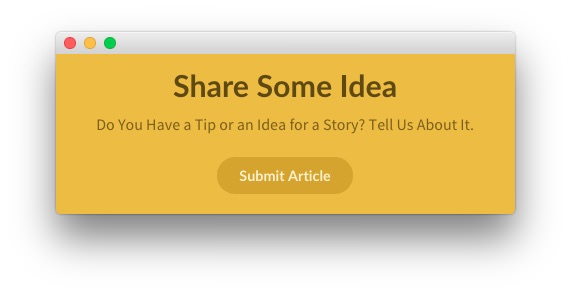 Share Some Idea
Do You Have a Tip or an Idea for a Story? Tell Us About It.
Submit Article